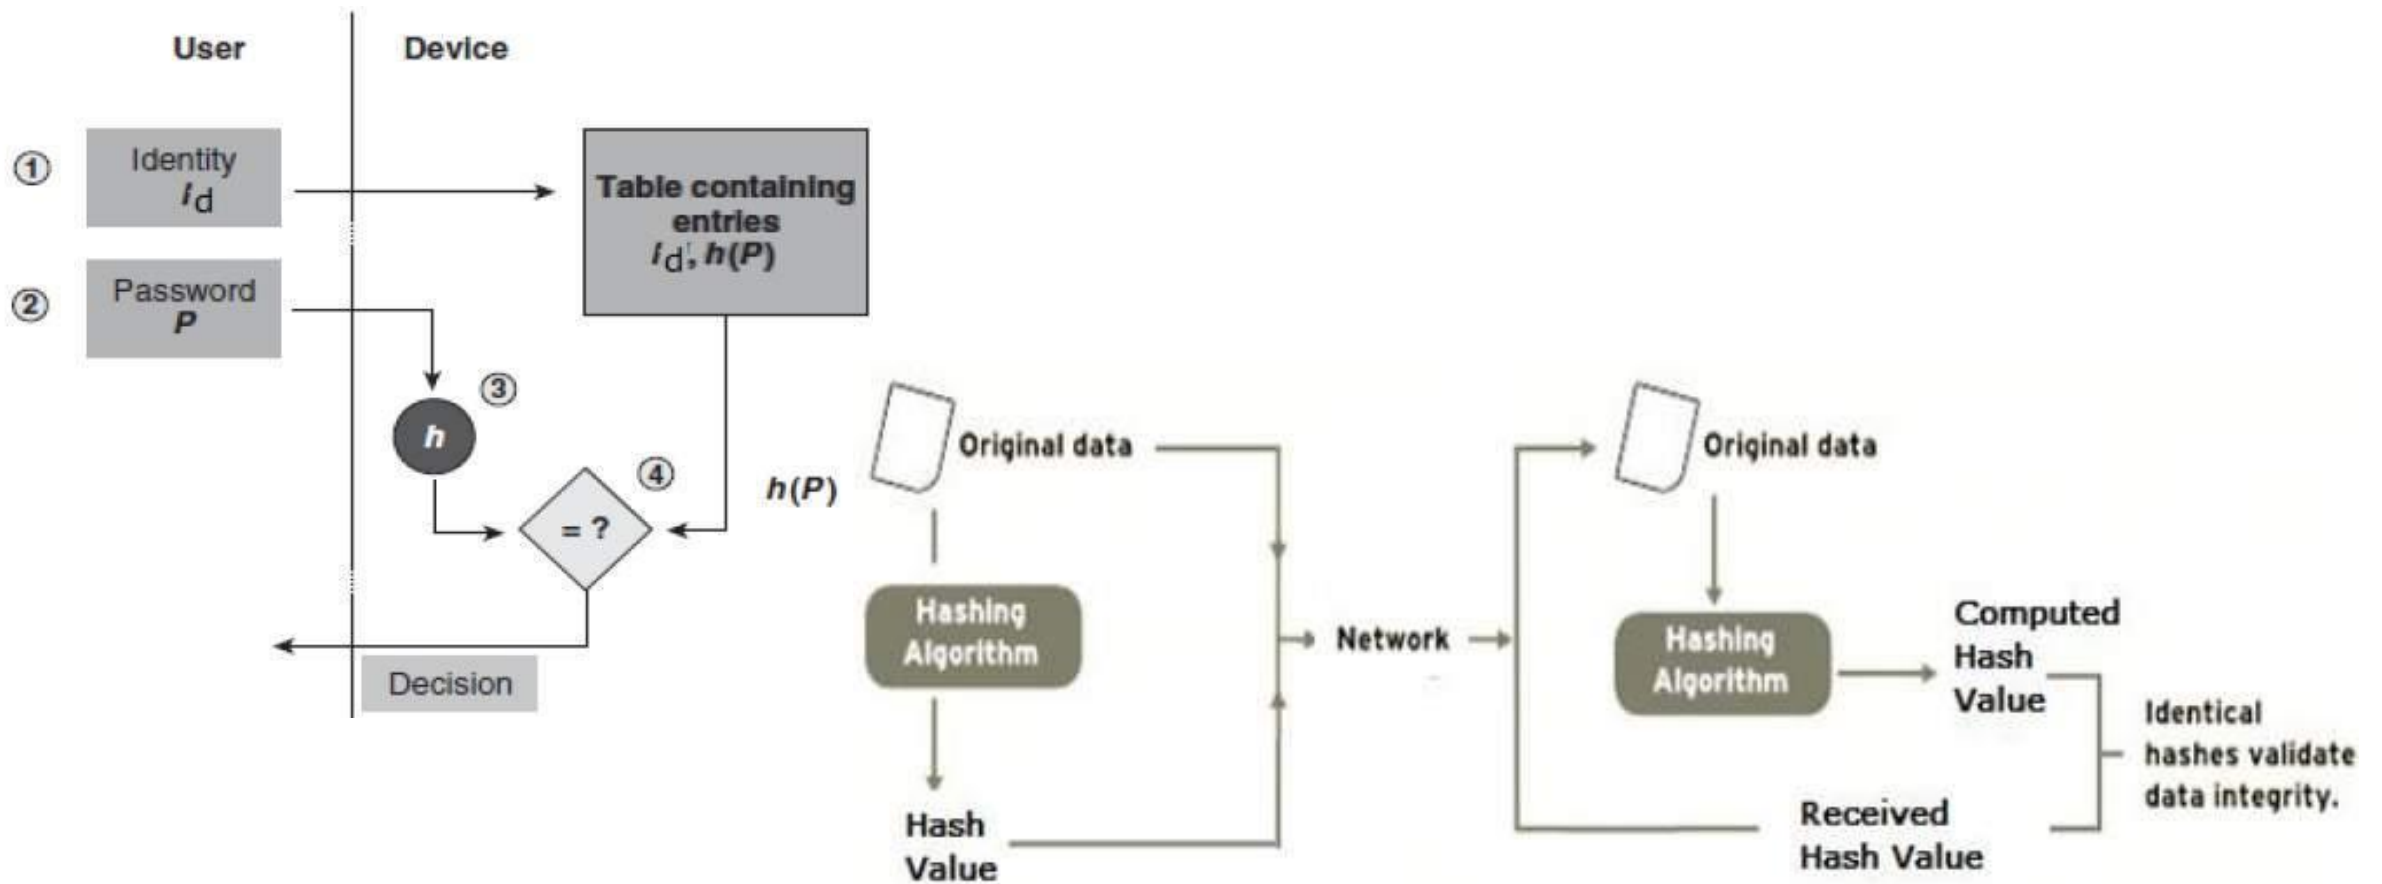 User
Device
①
Identity
Id
Table containing
entries
Id', h(P)
②
Password
P
③
h
④
= ?
h(P)
Decision
Original data
Hashing
Algorithm
Hash
Value
Network
Original data
Hashing
Algorithm
Computed
Hash
Value
Received
Hash Value
Identical
hashes validate
data integrity.